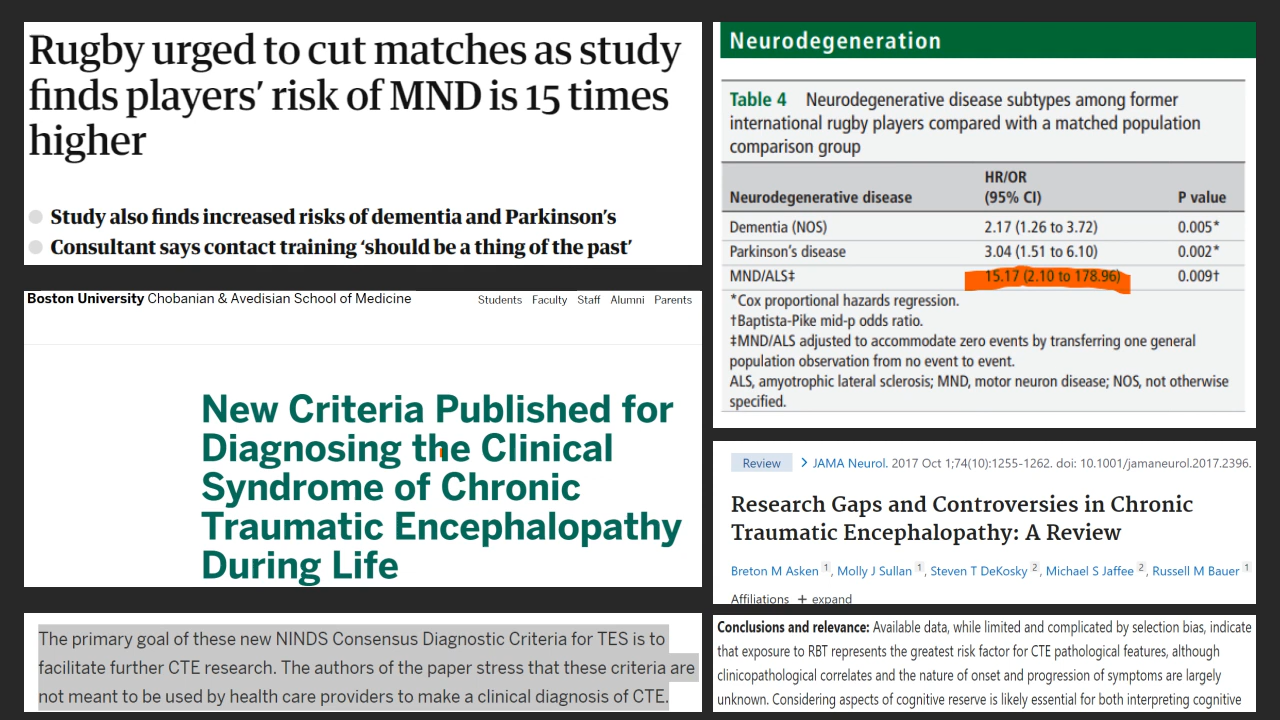 Rugby urged to cut matches as study
finds players’ risk of MND is 15 times
higher
Study also finds increased risks of dementia and Parkinson’s
Consultant says contact training ‘should be a thing of the past’
Boston University Chobanian & Avedisian School of Medicine
Students Faculty Staff Alumni Parents
New Criteria Published for
Diagnosing the Clinical
Syndrome of Chronic
Traumatic Encephalopathy
During Life
The primary goal of these new NINDS Consensus Diagnostic Criteria for TES is to
facilitate further CTE research. The authors of the paper stress that these criteria are
not meant to be used by health care providers to make a clinical diagnosis of CTE.
Neurodegeneration
Table 4 Neurodegenerative disease subtypes among former
international rugby players compared with a matched population
comparison group
HR/OR
Neurodegenerative disease (95% CI) P value
Dementia (NOS) 2.17 (1.26 to 3.72) 0.005*
Parkinson’s disease 3.04 (1.51 to 6.10) 0.002*
MND/ALS‡ 15.17 (2.10 to 178.96) 0.009†
*Cox proportional hazards regression.
†Baptista-Pike mid-p odds ratio.
‡MND/ALS adjusted to accommodate zero events by transferring one general
population observation from no event to event.
ALS, amyotrophic lateral sclerosis; MND, motor neuron disease; NOS, not otherwise
specified.
Review > JAMA Neurol. 2017 Oct 1;74(10):1255-1262. doi: 10.1001/jamaneurol.2017.2396.
Research Gaps and Controversies in Chronic
Traumatic Encephalopathy: A Review
Breton M Asken 1, Molly J Sullan 1, Steven T DeKosky 2, Michael S Jaffee 2, Russell M Bauer 1
Affiliations + expand
Conclusions and relevance: Available data, while limited and complicated by selection bias, indicate
that exposure to RBT represents the greatest risk factor for CTE pathological features, although
clinicopathological correlates and the nature of onset and progression of symptoms are largely
unknown. Considering aspects of cognitive reserve is likely essential for both interpreting cognitive